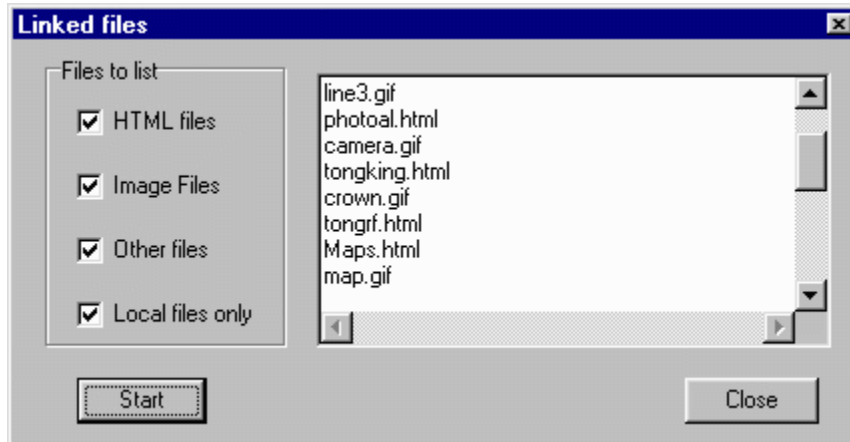 Linked files
Files to list
HTML files
Image Files
Other files
Local files only
line3.gif
photoal.html
camera.gif
tongking.html
crown.gif
tongrf.html
Maps.html
map.gif
Start
Close